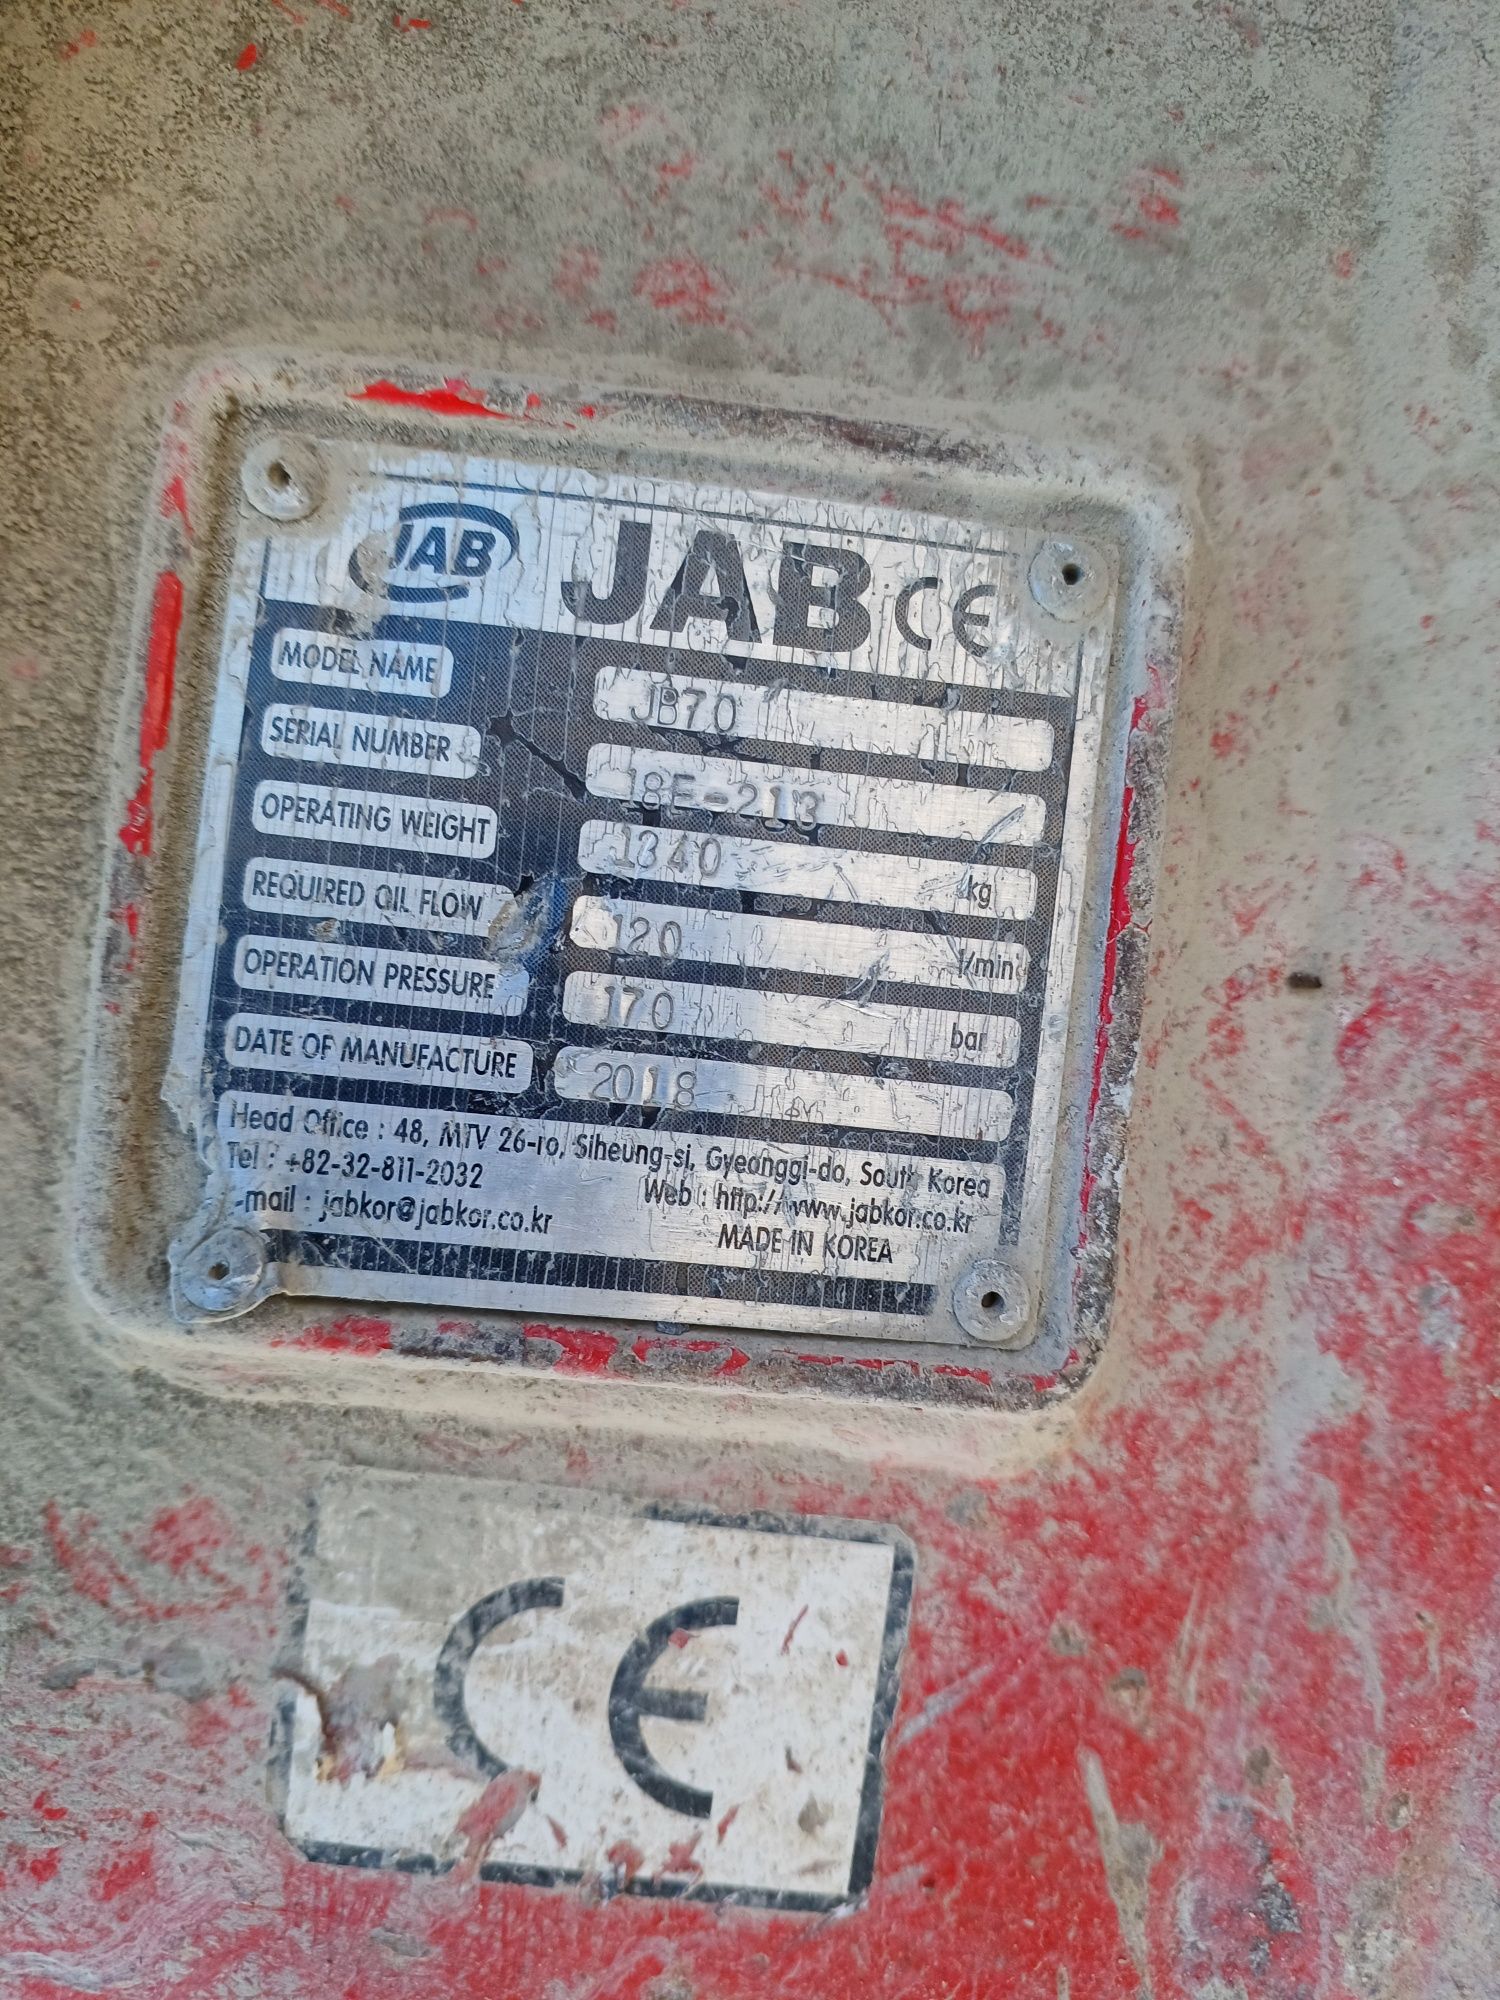 JAB JAB CE
MODEL NAME JB70
SERIAL NUMBER 18E-213
OPERATING WEIGHT 1340 kg
REQUIRED OIL FLOW 120 l/min
OPERATION PRESSURE 170 bar
DATE OF MANUFACTURE 2018
Head Office : 48, MTV 26-ro, Siheung-si, Gyeonggi-do, South Korea
Tel : +82-32-811-2032 Web : http://www.jabkor.co.kr
-mail : jabkor@jabkor.co.kr MADE IN KOREA
CE